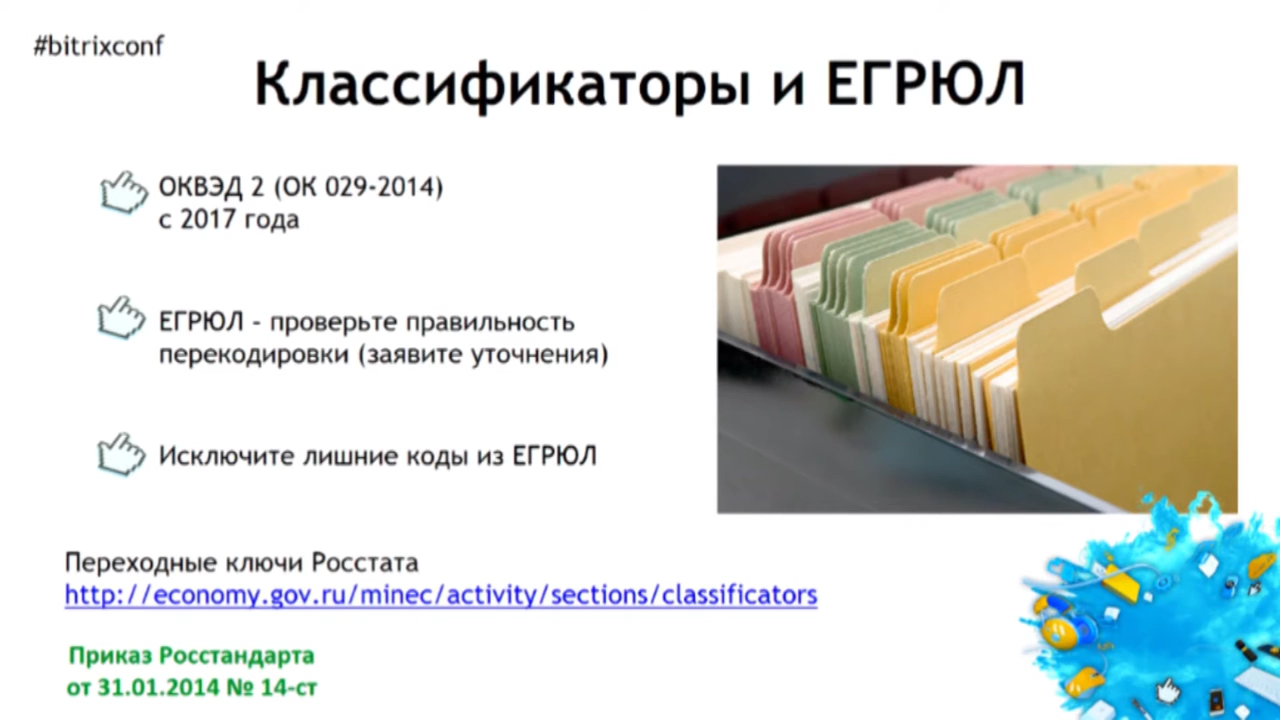 #bitrixconf
Классификаторы и ЕГРЮЛ
ОКВЭД 2 (ОК 029-2014)
с 2017 года
ЕГРЮЛ - проверьте правильность
перекодировки (заявите уточнения)
Исключите лишние коды из ЕГРЮЛ
Переходные ключи Росстата
http://economy.gov.ru/minec/activity/sections/classificators
Приказ Росстандарта
от 31.01.2014 № 14-ст